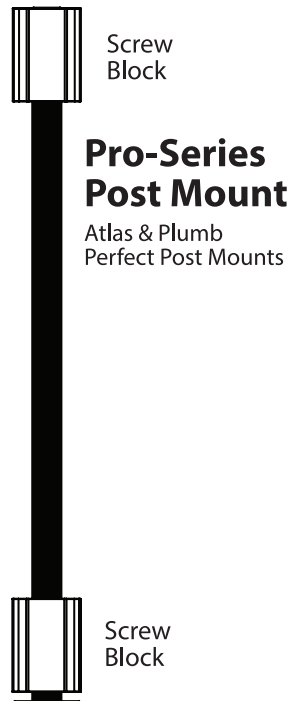 Screw
Block
Pro-Series
Post Mount
Atlas & Plumb
Perfect Post Mounts
Screw
Block